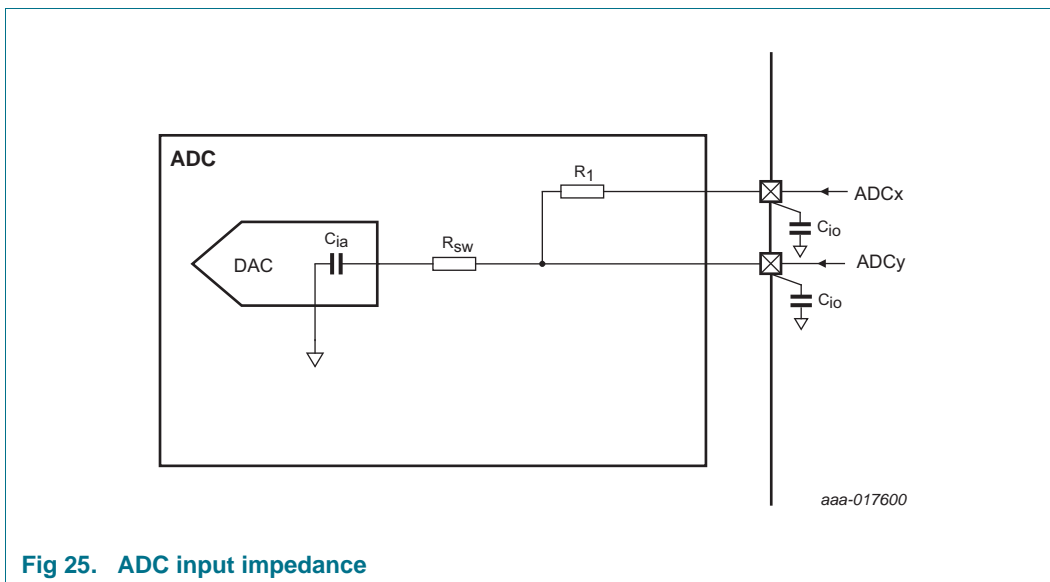 ADC
R1
ADCx
Cio
Cia
Rsw
DAC
ADCy
Cio
aaa-017600
Fig 25. ADC input impedance